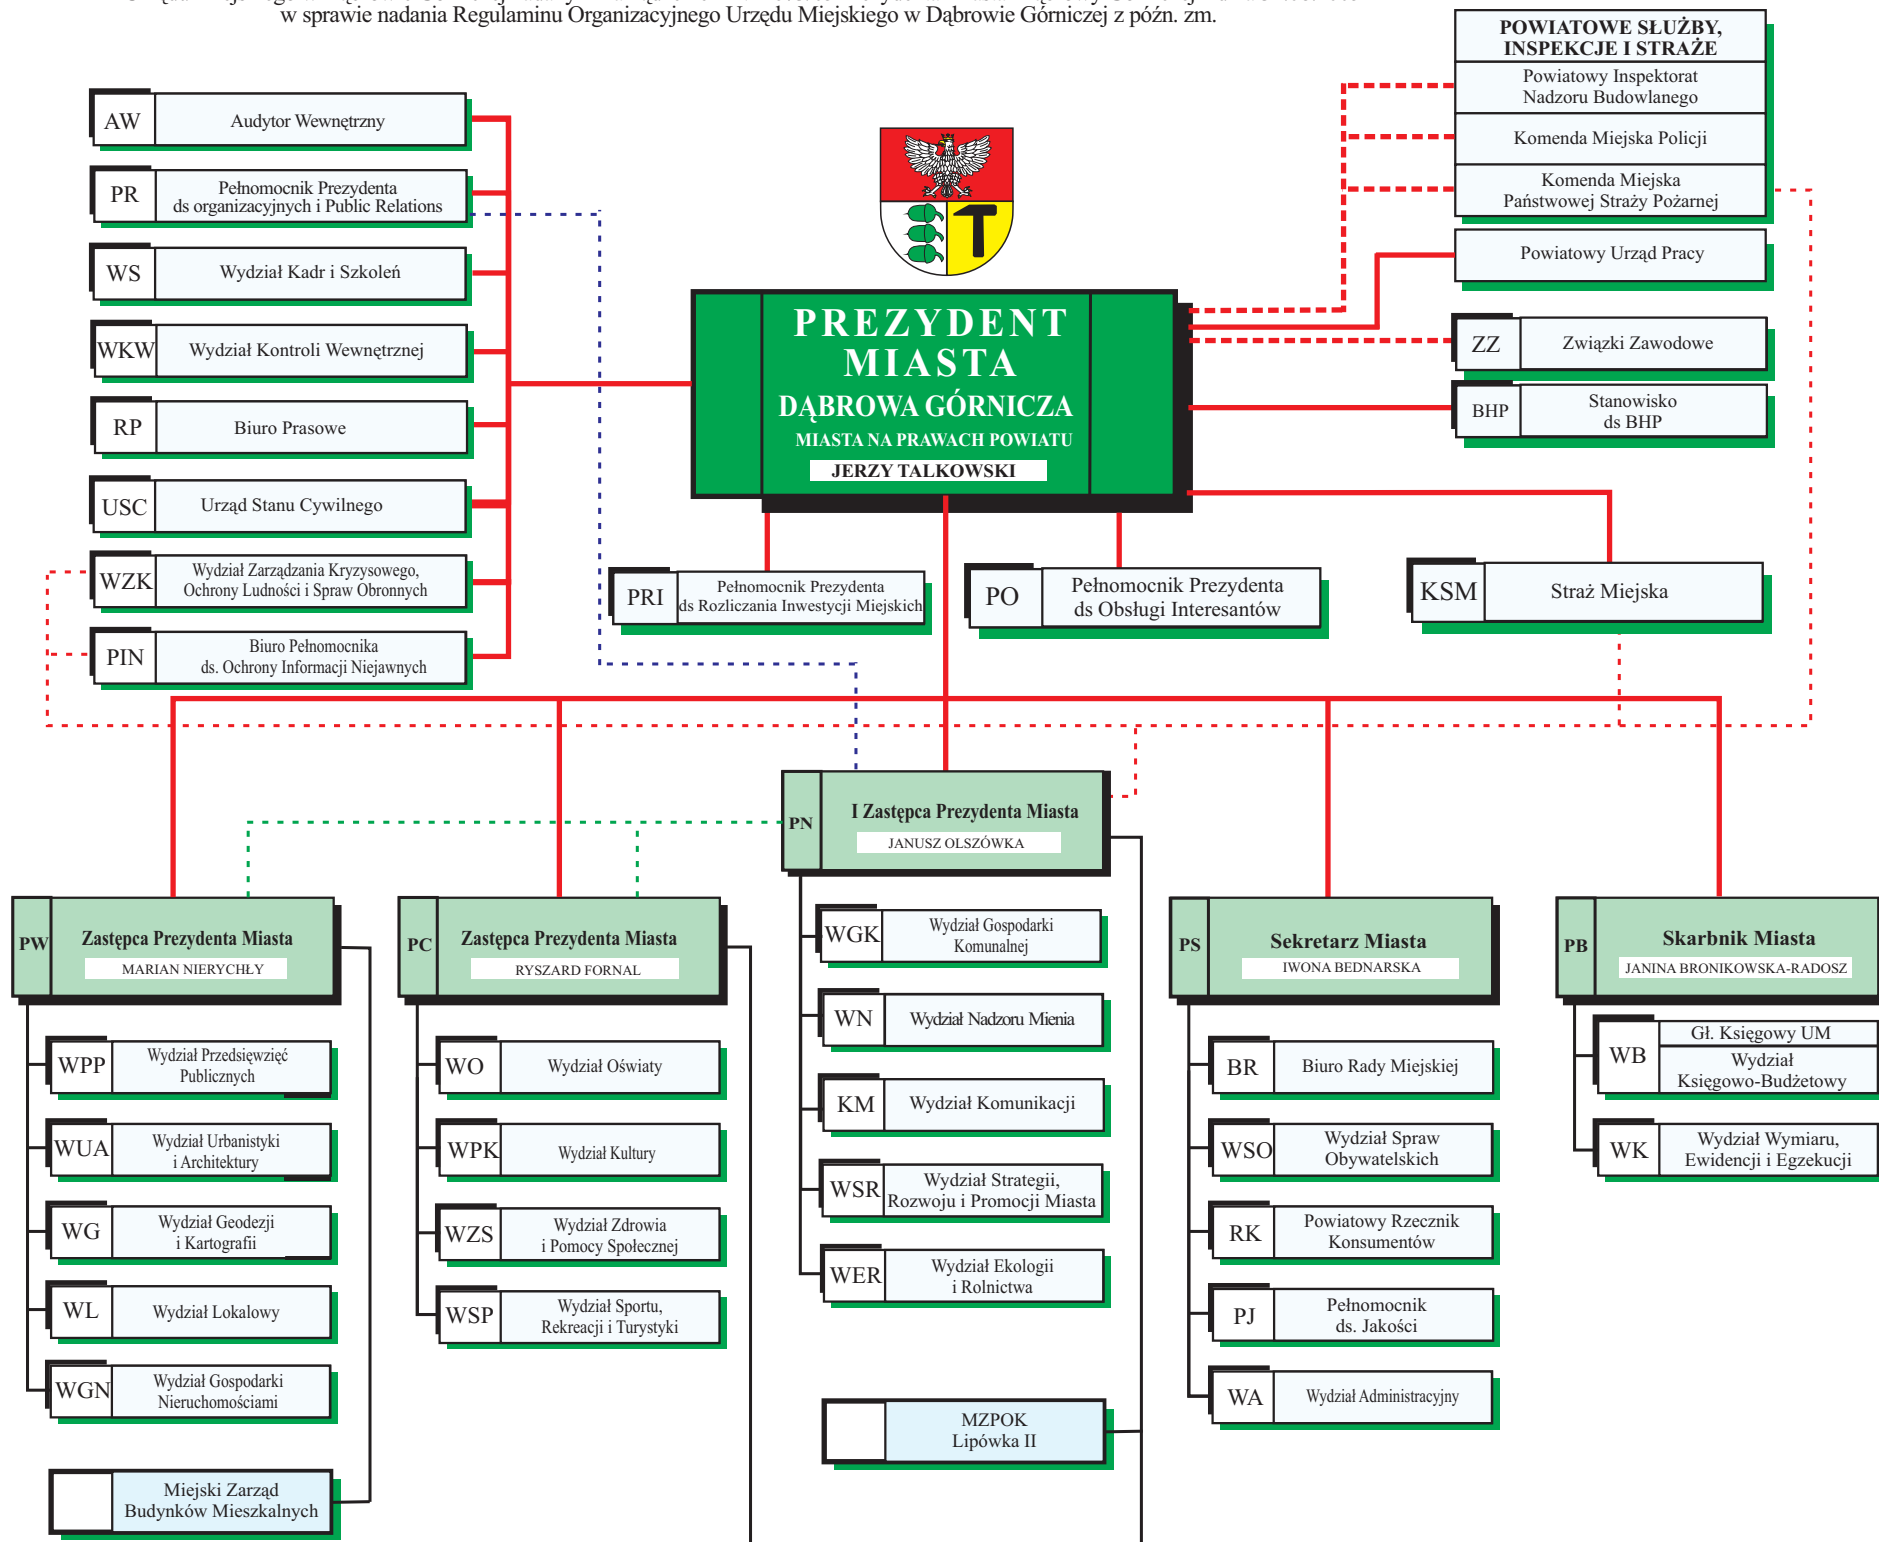 w sprawie nadania Regulaminu Organizacyjnego Urzędu Miejskiego w Dąbrowie Górniczej z późn. zm.
POWIATOWE SŁUŻBY,
INSPEKCJE I STRAŻE
Powiatowy Inspektorat
Nadzoru Budowlanego
Komenda Miejska Policji
Komenda Miejska
Państwowej Straży Pożarnej
Powiatowy Urząd Pracy
ZZ Związki Zawodowe
BHP Stanowisko
ds BHP
AW Audytor Wewnętrzny
PR Pełnomocnik Prezydenta
ds organizacyjnych i Public Relations
WS Wydział Kadr i Szkoleń
WKW Wydział Kontroli Wewnętrznej
RP Biuro Prasowe
USC Urząd Stanu Cywilnego
WZK Wydział Zarządzania Kryzysowego,
Ochrony Ludności i Spraw Obronnych
PIN Biuro Pełnomocnika
ds. Ochrony Informacji Niejawnych
PREZYDENT
MIASTA
DĄBROWA GÓRNICZA
MIASTA NA PRAWACH POWIATU
JERZY TALKOWSKI
PRI Pełnomocnik Prezydenta
ds Rozliczania Inwestycji Miejskich
PO Pełnomocnik Prezydenta
ds Obsługi Interesantów
KSM Straż Miejska
PN I Zastępca Prezydenta Miasta
JANUSZ OLSZÓWKA
PW Zastępca Prezydenta Miasta
MARIAN NIERYCHŁY
WPP Wydział Przedsięwzięć
Publicznych
WUA Wydział Urbanistyki
i Architektury
WG Wydział Geodezji
i Kartografii
WL Wydział Lokalowy
WGN Wydział Gospodarki
Nieruchomościami
Miejski Zarząd
Budynków Mieszkalnych
PC Zastępca Prezydenta Miasta
RYSZARD FORNAL
WO Wydział Oświaty
WPK Wydział Kultury
WZS Wydział Zdrowia
i Pomocy Społecznej
WSP Wydział Sportu,
Rekreacji i Turystyki
WGK Wydział Gospodarki
Komunalnej
WN Wydział Nadzoru Mienia
KM Wydział Komunikacji
WSR Wydział Strategii,
Rozwoju i Promocji Miasta
WER Wydział Ekologii
i Rolnictwa
MZPOK
Lipówka II
PS Sekretarz Miasta
IWONA BEDNARSKA
BR Biuro Rady Miejskiej
WSO Wydział Spraw
Obywatelskich
RK Powiatowy Rzecznik
Konsumentów
PJ Pełnomocnik
ds. Jakości
WA Wydział Administracyjny
PB Skarbnik Miasta
JANINA BRONIKOWSKA-RADOSZ
WB Gł. Księgowy UM
Wydział
Księgowo-Budżetowy
WK Wydział Wymiaru,
Ewidencji i Egzekucji